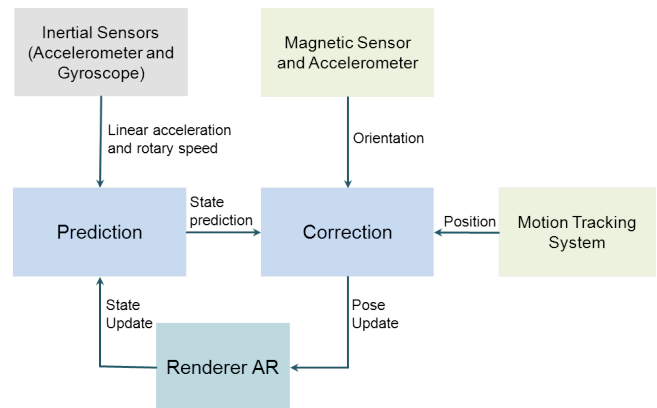 Inertial Sensors
(Accelerometer and
Gyroscope)
Magnetic Sensor
and Accelerometer
Linear acceleration
and rotary speed
Orientation
Prediction
State
prediction
Correction
Position
Motion Tracking
System
State
Update
Pose
Update
Renderer AR